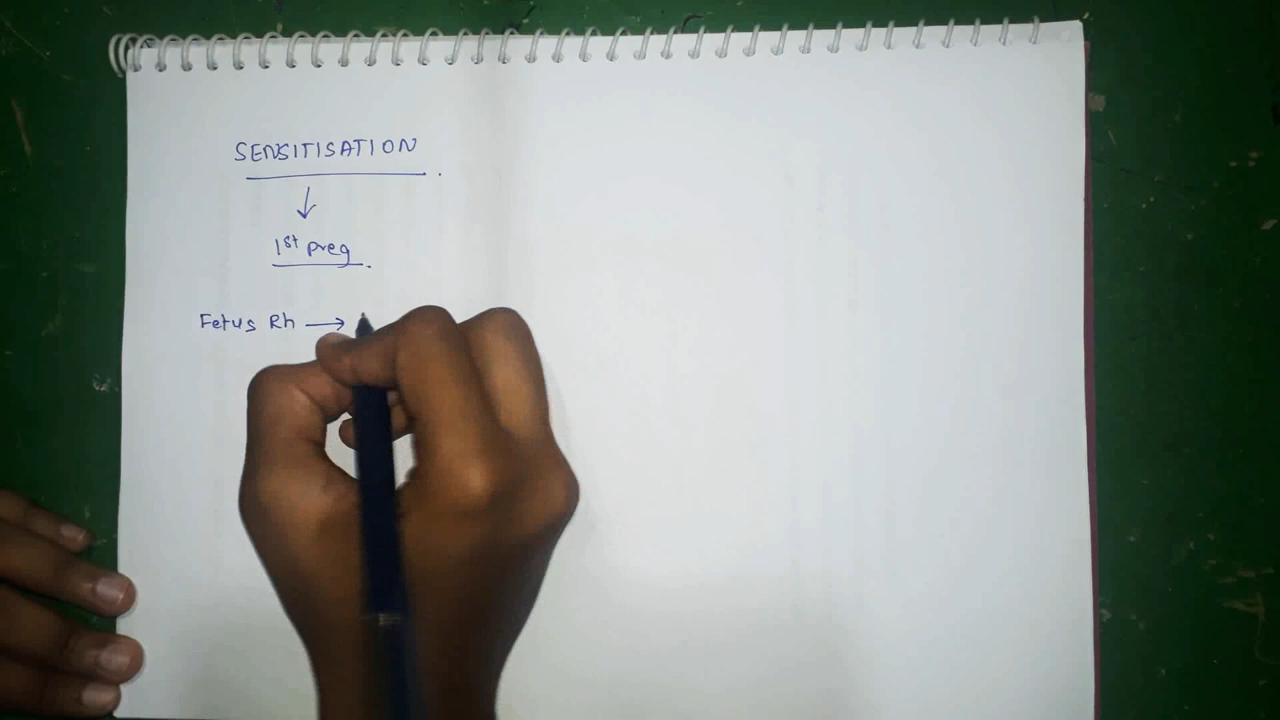 SENSITISATION.
↓
1st preg.
Fetus Rh →